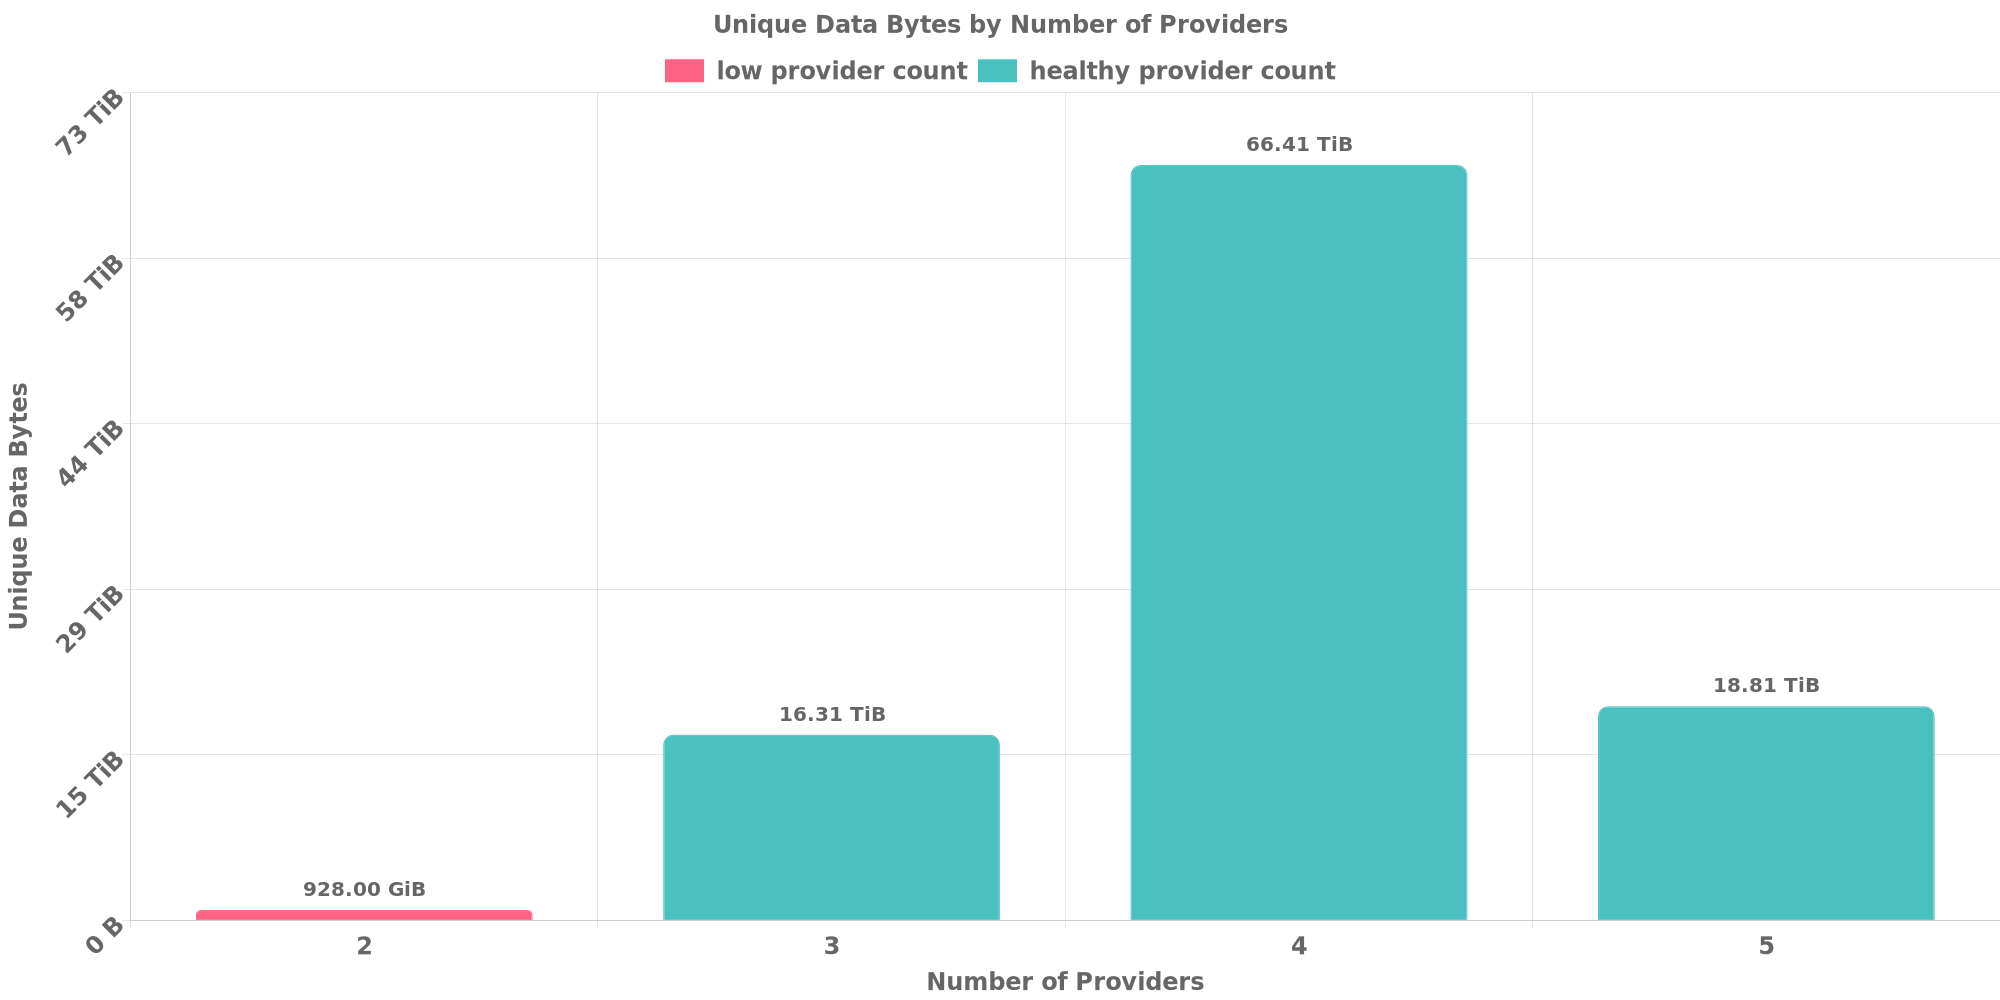 Unique Data Bytes by Number of Providers
low provider count healthy provider count
73 TiB
58 TiB
44 TiB
29 TiB
15 TiB
0 B
Unique Data Bytes
928.00 GiB
16.31 TiB
66.41 TiB
18.81 TiB
2 3 4 5
Number of Providers